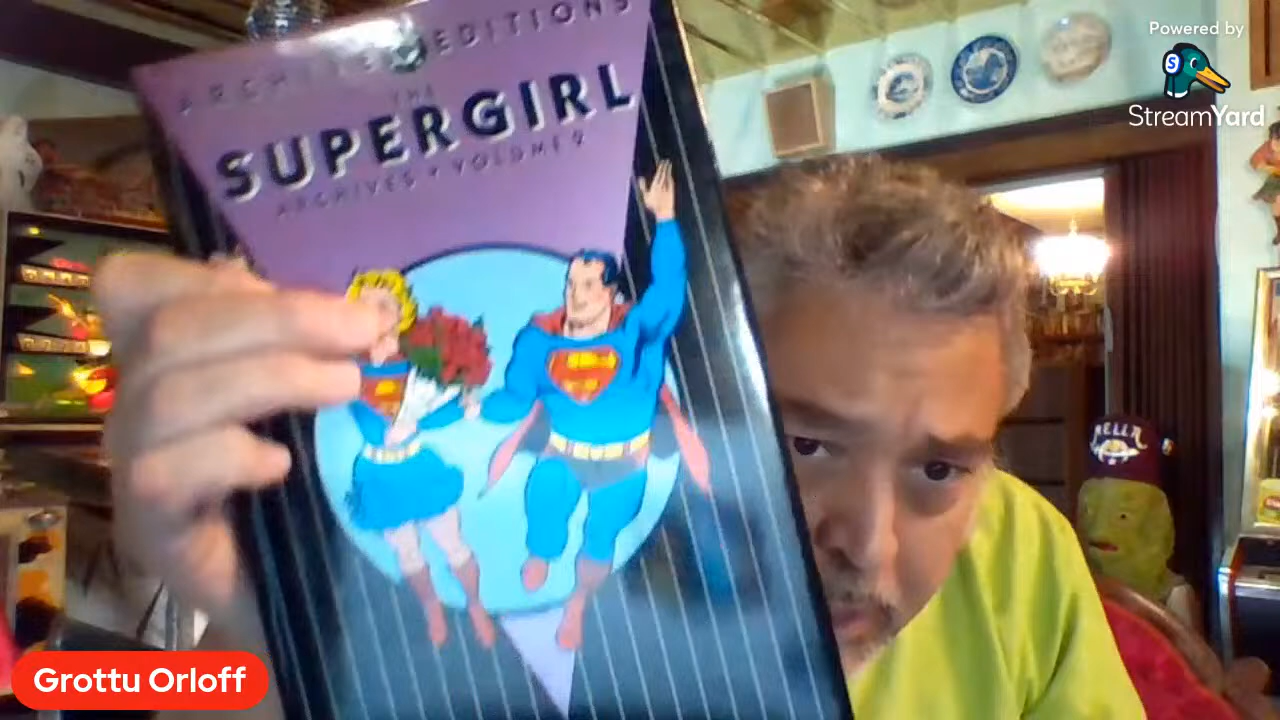 Powered by
StreamYard
ARCHIVE EDITIONS
THE
SUPERGIRL
ARCHIVES • VOLUME 2
Grottu Orloff